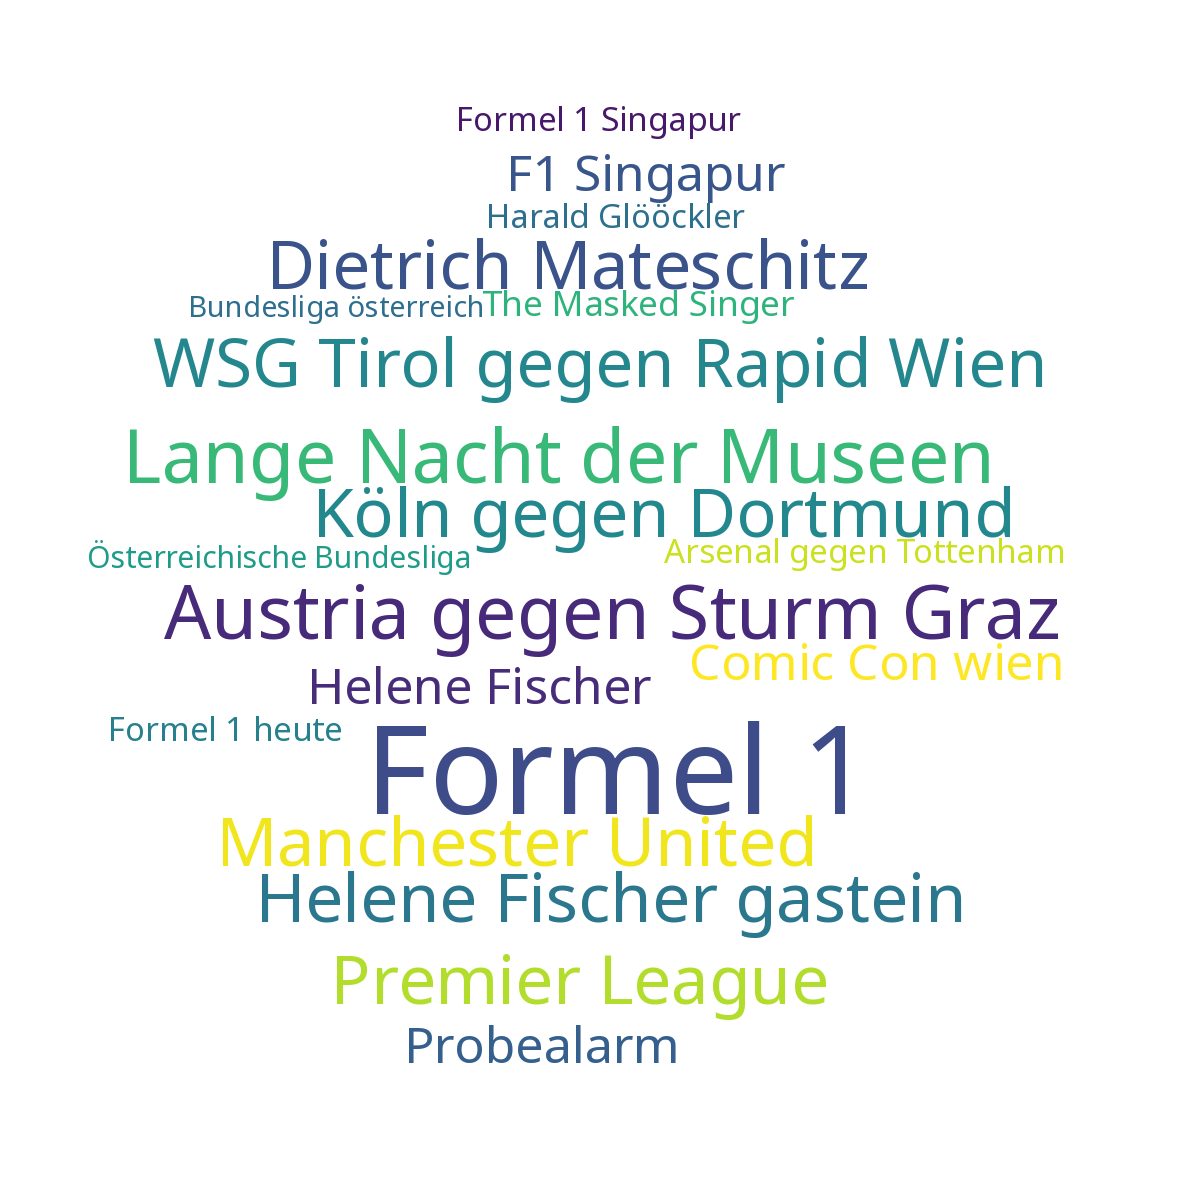 Formel 1 Singapur
F1 Singapur
Harald Glööckler
Dietrich Mateschitz
Bundesliga österreich
The Masked Singer
WSG Tirol gegen Rapid Wien
Lange Nacht der Museen
Köln gegen Dortmund
Österreichische Bundesliga
Arsenal gegen Tottenham
Austria gegen Sturm Graz
Comic Con wien
Helene Fischer
Formel 1 heute
Formel 1
Manchester United
Helene Fischer gastein
Premier League
Probealarm